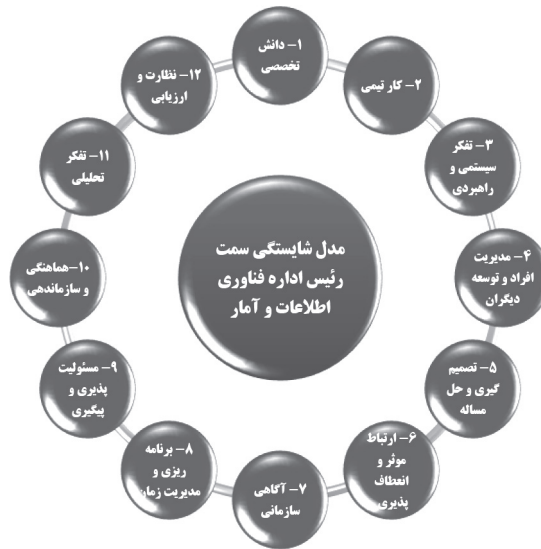 ۱- دانش
تخصصی
۲- کار تیمی
۳- تفکر
سیستمی و
راهبردی
۴- مدیریت
افراد و توسعه
دیگران
۵- تصمیم
گیری و حل
مساله
۶- ارتباط
موثر و
انعطاف
پذیری
۷- آگاهی
سازمانی
۸- برنامه
ریزی و
مدیریت زمان
۹- مسئولیت
پذیری و
پیگیری
۱۰-هماهنگی
و سازماندهی
۱۱- تفکر
تحلیلی
۱۲- نظارت و
ارزیابی
مدل شایستگی سمت
رئیس اداره فناوری
اطلاعات و آمار